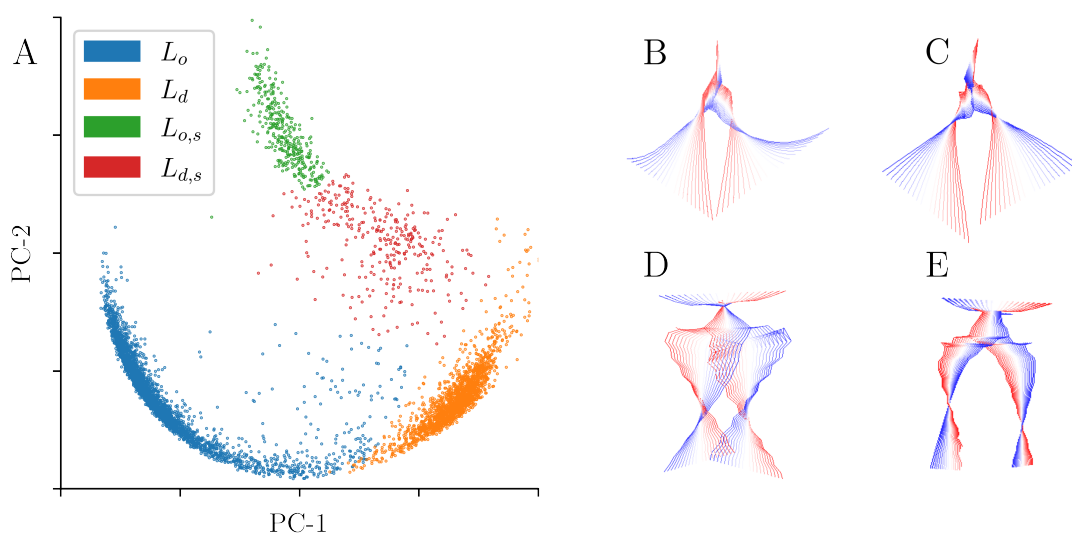 A
L_o
L_d
L_{o,s}
L_{d,s}
PC-2
PC-1
B
C
D
E